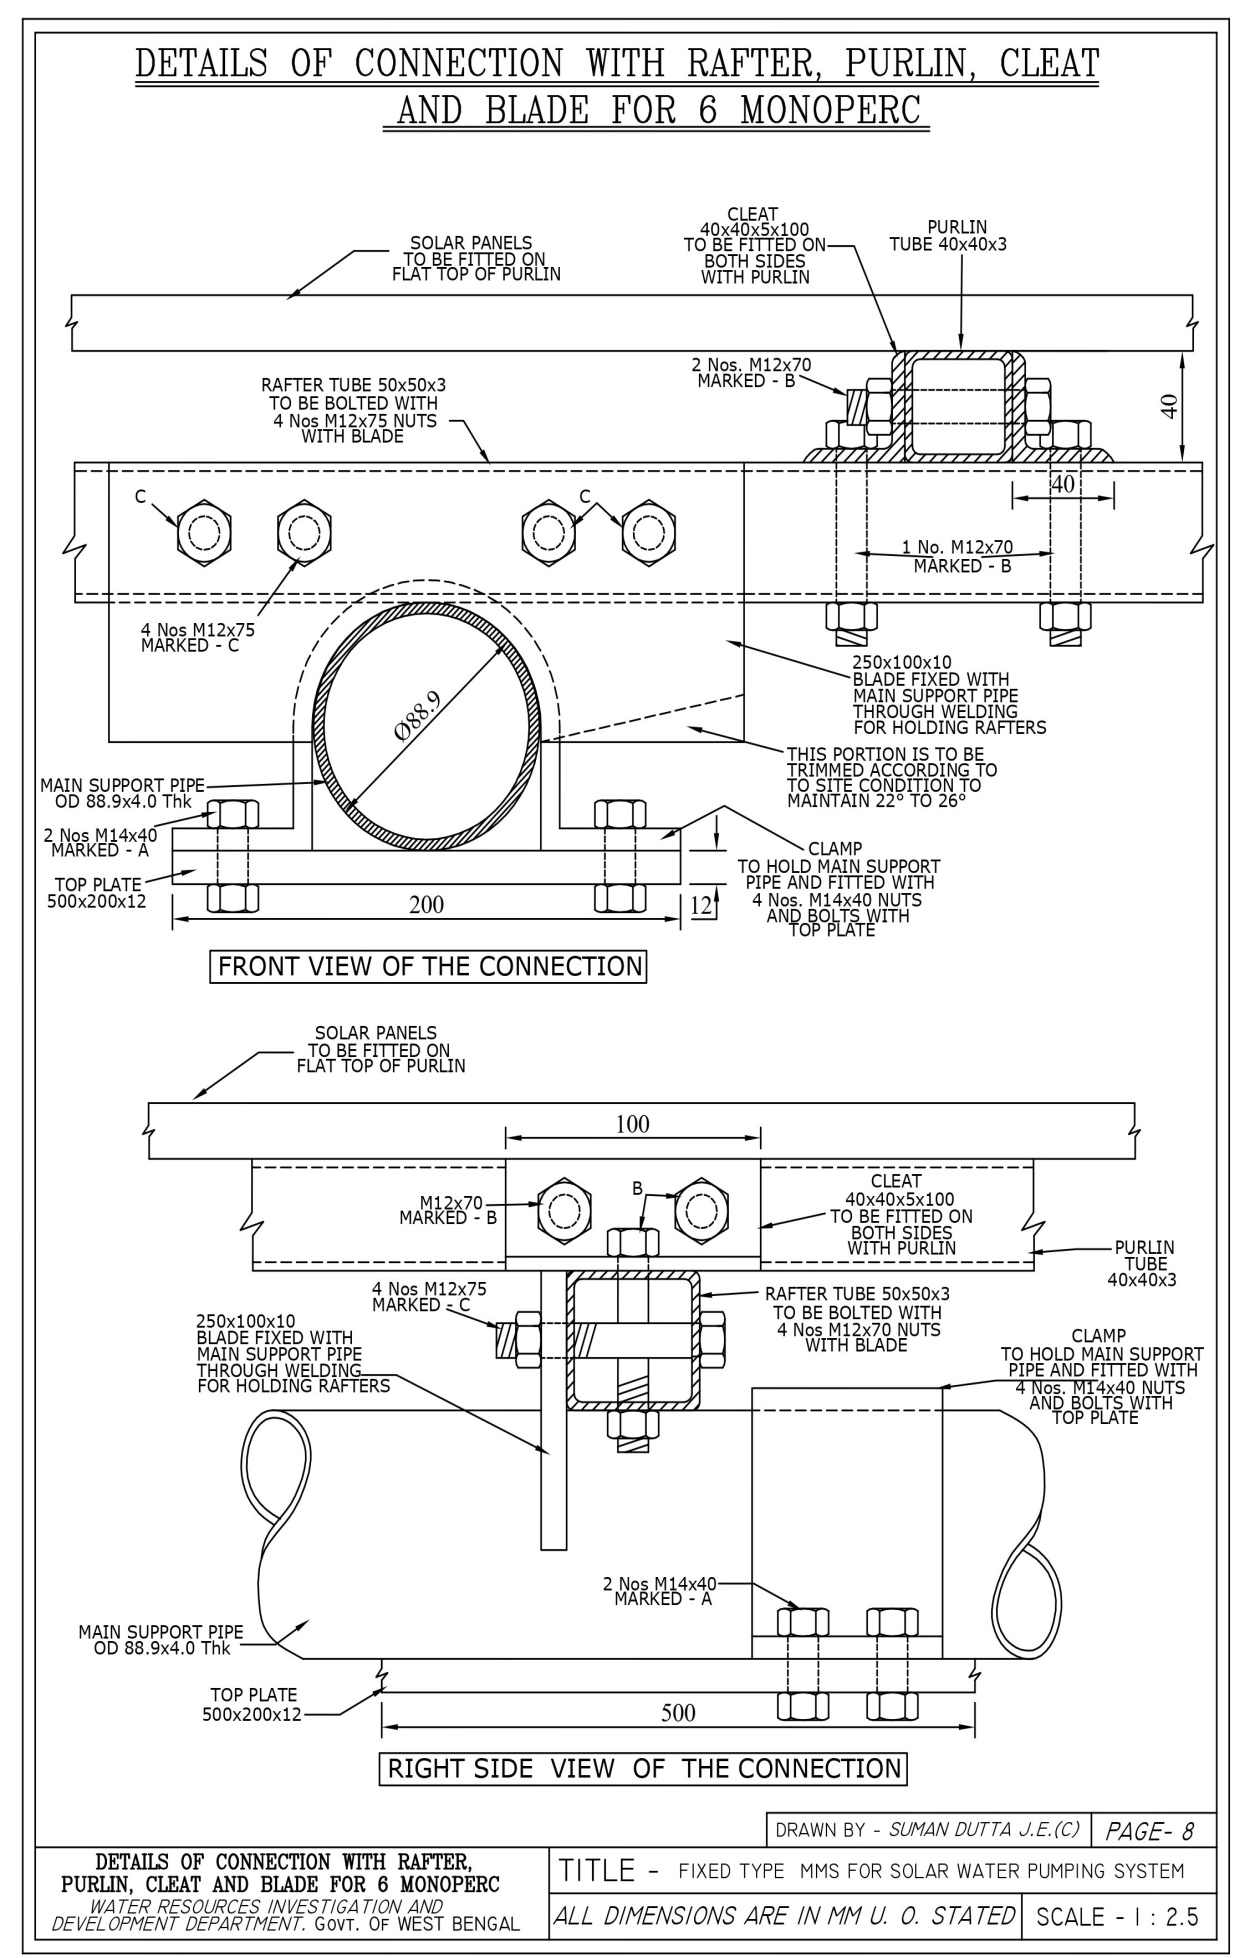 DETAILS OF CONNECTION WITH RAFTER, PURLIN, CLEAT
AND BLADE FOR 6 MONOPERC
SOLAR PANELS
TO BE FITTED ON
FLAT TOP OF PURLIN
CLEAT
40x40x5x100
TO BE FITTED ON
BOTH SIDES
WITH PURLIN
PURLIN
TUBE 40x40x3
2 Nos. M12x70
MARKED - B
RAFTER TUBE 50x50x3
TO BE BOLTED WITH
4 Nos M12x75 NUTS
WITH BLADE
40
40
C
C
1 No. M12x70
MARKED - B
4 Nos M12x75
MARKED - C
250x100x10
BLADE FIXED WITH
MAIN SUPPORT PIPE
THROUGH WELDING
FOR HOLDING RAFTERS
Ø88.9
THIS PORTION IS TO BE
TRIMMED ACCORDING TO
TO SITE CONDITION TO
MAINTAIN 22° TO 26°
MAIN SUPPORT PIPE
OD 88.9x4.0 Thk
2 Nos M14x40
MARKED - A
TOP PLATE
500x200x12
CLAMP
TO HOLD MAIN SUPPORT
PIPE AND FITTED WITH
4 Nos. M14x40 NUTS
AND BOLTS WITH
TOP PLATE
200
12
FRONT VIEW OF THE CONNECTION
SOLAR PANELS
TO BE FITTED ON
FLAT TOP OF PURLIN
100
M12x70
MARKED - B
B
CLEAT
40x40x5x100
TO BE FITTED ON
BOTH SIDES
WITH PURLIN
PURLIN
TUBE
40x40x3
4 Nos M12x75
MARKED - C
RAFTER TUBE 50x50x3
TO BE BOLTED WITH
4 Nos M12x70 NUTS
WITH BLADE
250x100x10
BLADE FIXED WITH
MAIN SUPPORT PIPE
THROUGH WELDING
FOR HOLDING RAFTERS
CLAMP
TO HOLD MAIN SUPPORT
PIPE AND FITTED WITH
4 Nos. M14x40 NUTS
AND BOLTS WITH
TOP PLATE
2 Nos M14x40
MARKED - A
MAIN SUPPORT PIPE
OD 88.9x4.0 Thk
TOP PLATE
500x200x12
500
RIGHT SIDE VIEW OF THE CONNECTION
DRAWN BY - SUMAN DUTTA J.E.(C)
PAGE- 8
DETAILS OF CONNECTION WITH RAFTER,
PURLIN, CLEAT AND BLADE FOR 6 MONOPERC
WATER RESOURCES INVESTIGATION AND
DEVELOPMENT DEPARTMENT. GOVT. OF WEST BENGAL
TITLE - FIXED TYPE MMS FOR SOLAR WATER PUMPING SYSTEM
ALL DIMENSIONS ARE IN MM U. O. STATED
SCALE - 1 : 2.5